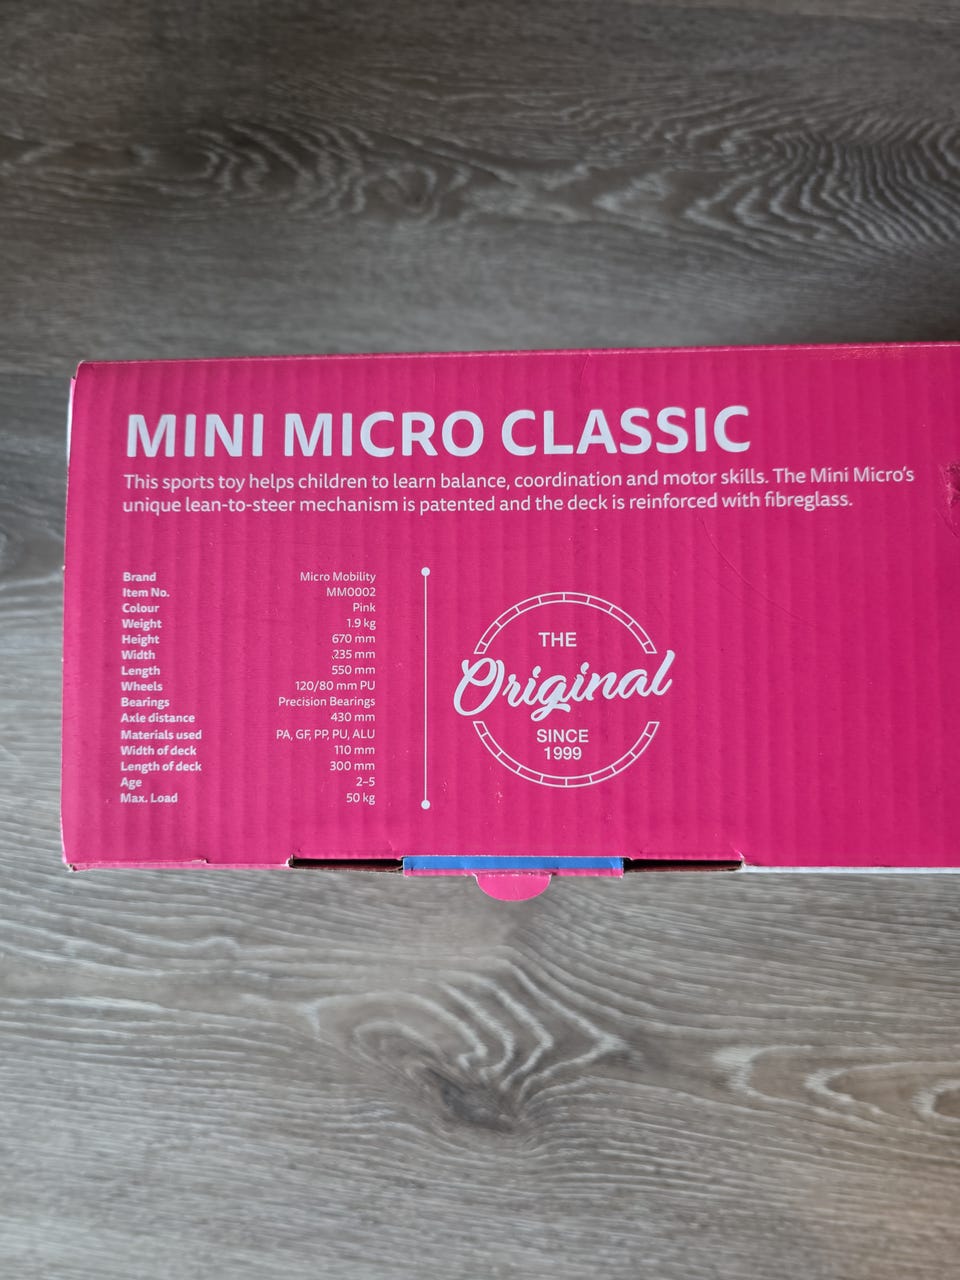 MINI MICRO CLASSIC
This sports toy helps children to learn balance, coordination and motor skills. The Mini Micro's
unique lean-to-steer mechanism is patented and the deck is reinforced with fibreglass.
Brand Micro Mobility
Item No. MM0002
Colour Pink
Weight 1.9 kg
Height 670 mm
Width 235 mm
Length 550 mm
Wheels 120/80 mm PU
Bearings Precision Bearings
Axle distance 430 mm
Materials used PA, GF, PP, PU, ALU
Width of deck 110 mm
Length of deck 300 mm
Age 2–5
Max. Load 50 kg
THE
Original
SINCE
1999